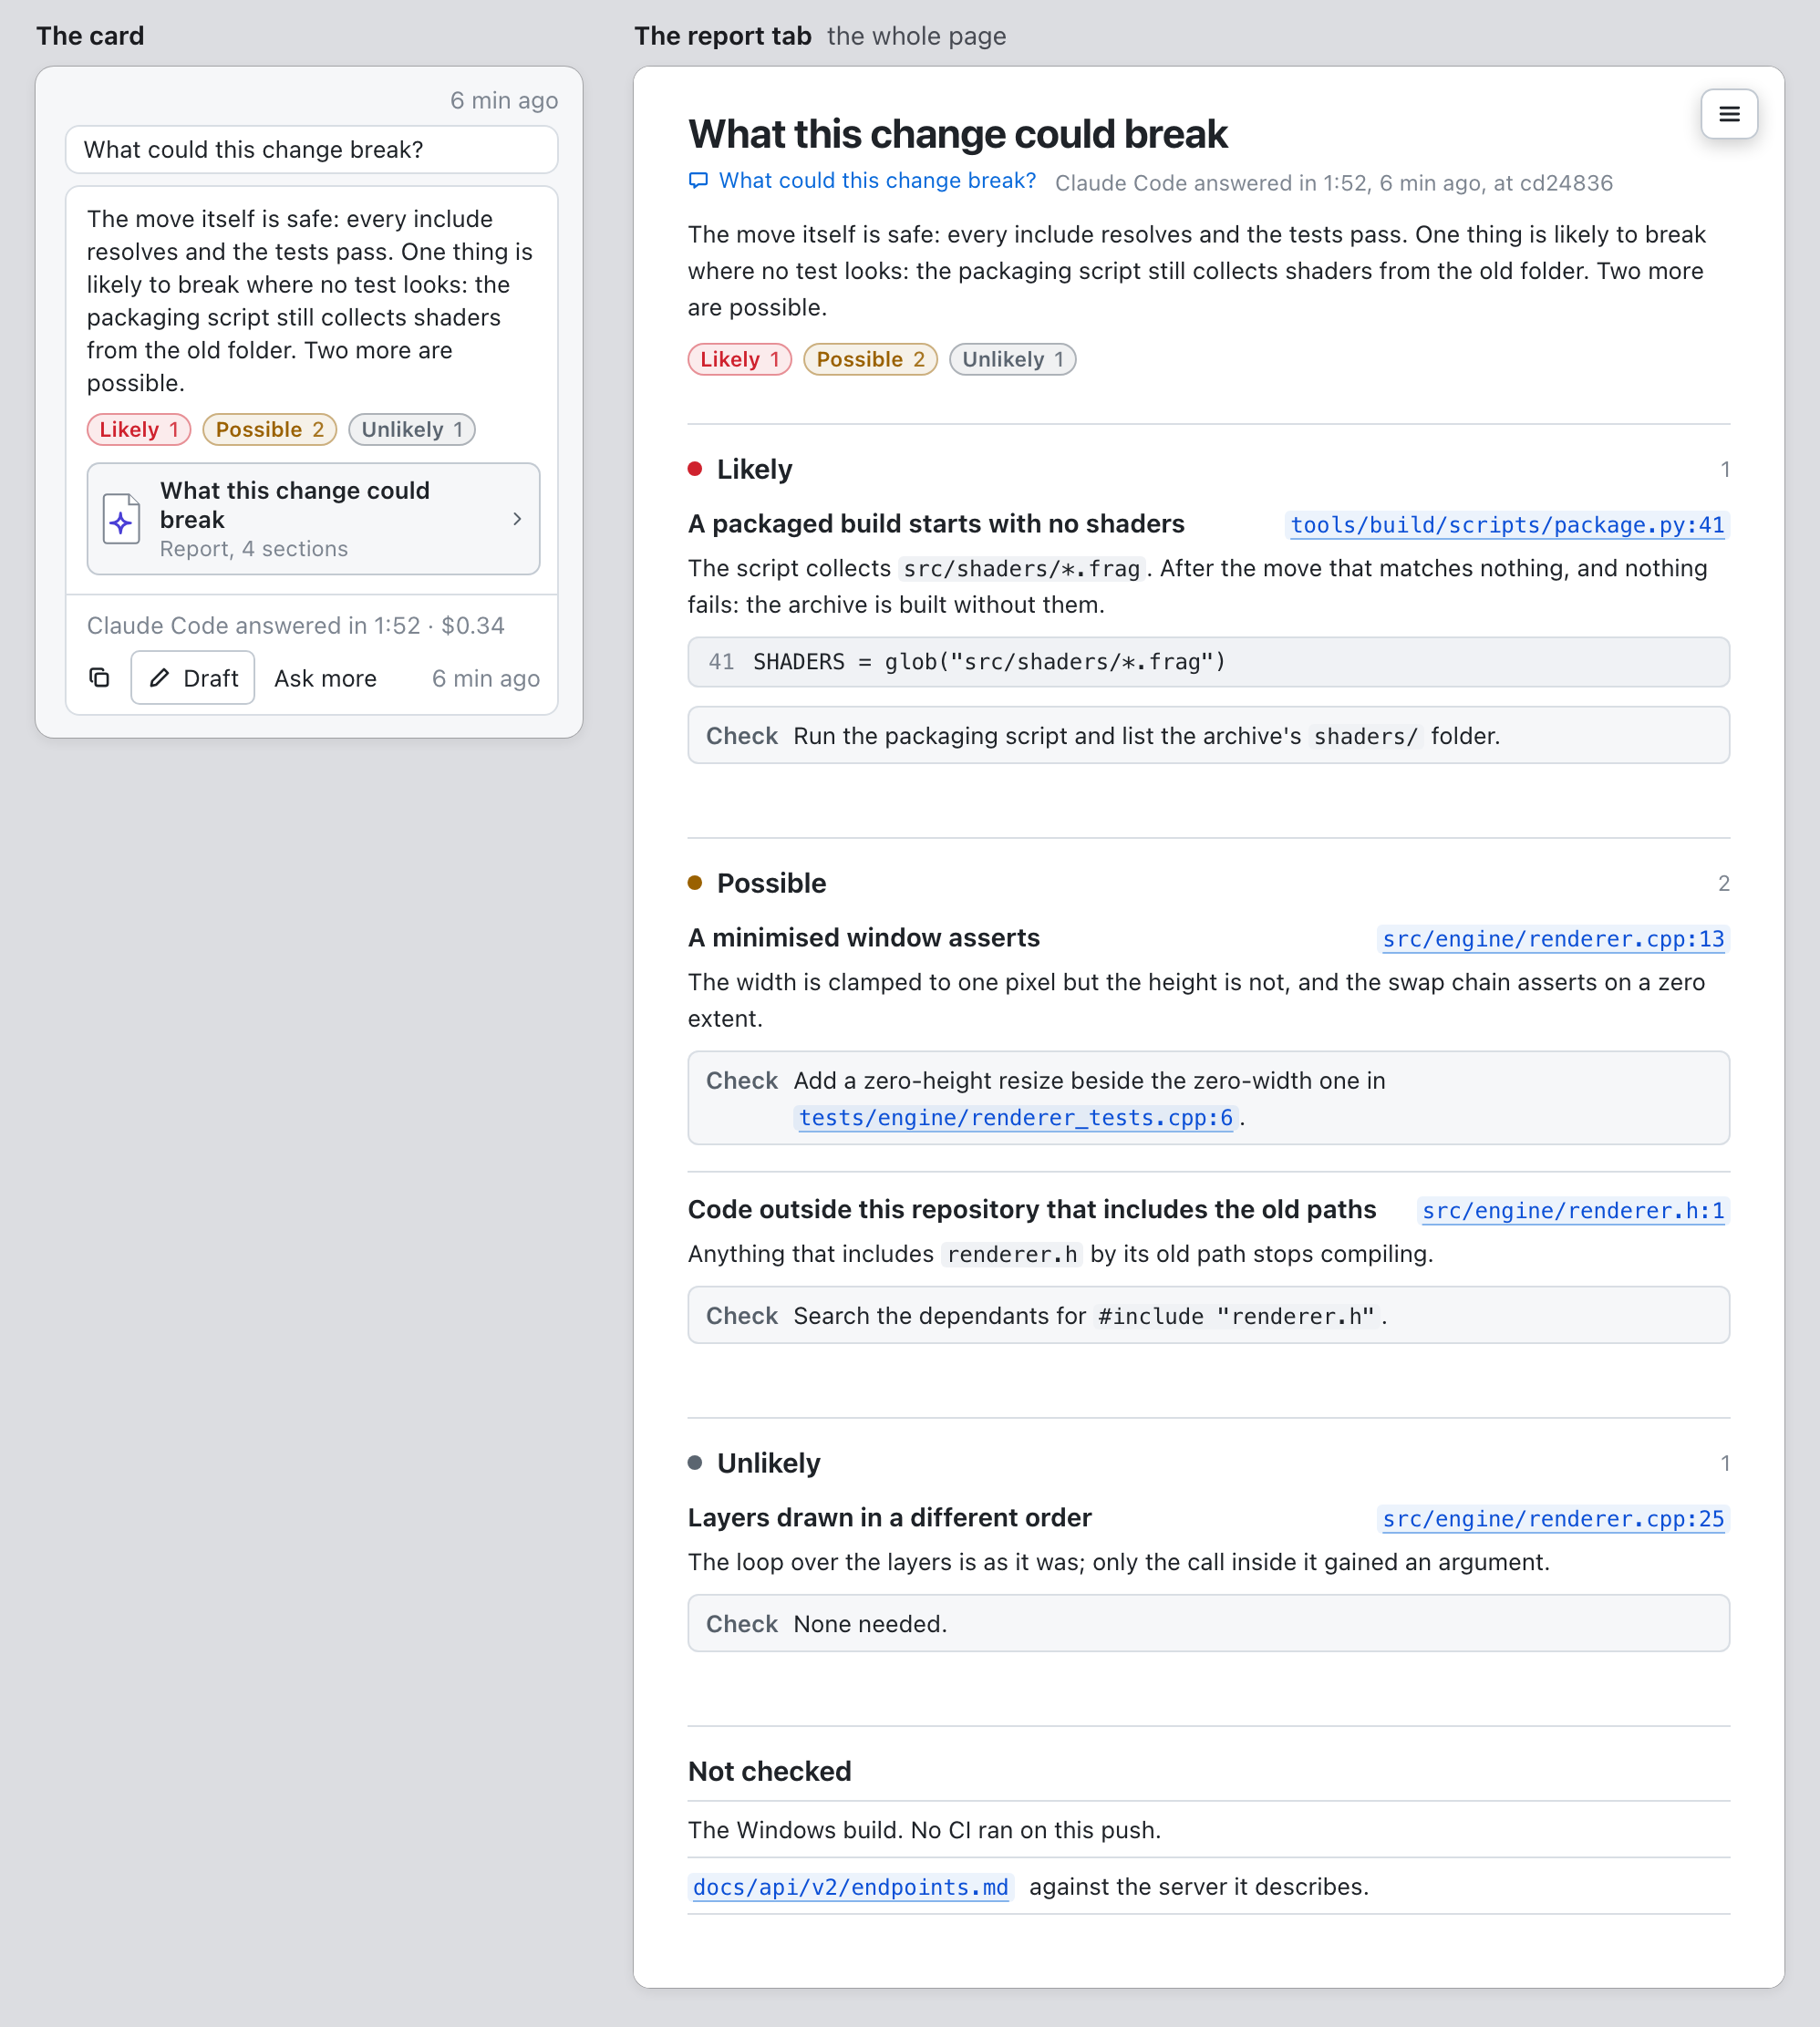 The card
6 min ago
What could this change break?
The move itself is safe: every include
resolves and the tests pass. One thing is
likely to break where no test looks: the
packaging script still collects shaders
from the old folder. Two more are
possible.
Likely 1 Possible 2 Unlikely 1
What this change could
break
Report, 4 sections
Claude Code answered in 1:52 · $0.34
Draft Ask more 6 min ago
The report tab the whole page
What this change could break
What could this change break? Claude Code answered in 1:52, 6 min ago, at cd24836
The move itself is safe: every include resolves and the tests pass. One thing is likely to break
where no test looks: the packaging script still collects shaders from the old folder. Two more
are possible.
Likely 1 Possible 2 Unlikely 1
Likely 1
A packaged build starts with no shaders tools/build/scripts/package.py:41
The script collects src/shaders/*.frag. After the move that matches nothing, and nothing
fails: the archive is built without them.
41 SHADERS = glob("src/shaders/*.frag")
Check Run the packaging script and list the archive's shaders/ folder.
Possible 2
A minimised window asserts src/engine/renderer.cpp:13
The width is clamped to one pixel but the height is not, and the swap chain asserts on a zero
extent.
Check Add a zero-height resize beside the zero-width one in
tests/engine/renderer_tests.cpp:6.
Code outside this repository that includes the old paths src/engine/renderer.h:1
Anything that includes renderer.h by its old path stops compiling.
Check Search the dependants for #include "renderer.h".
Unlikely 1
Layers drawn in a different order src/engine/renderer.cpp:25
The loop over the layers is as it was; only the call inside it gained an argument.
Check None needed.
Not checked
The Windows build. No CI ran on this push.
docs/api/v2/endpoints.md against the server it describes.